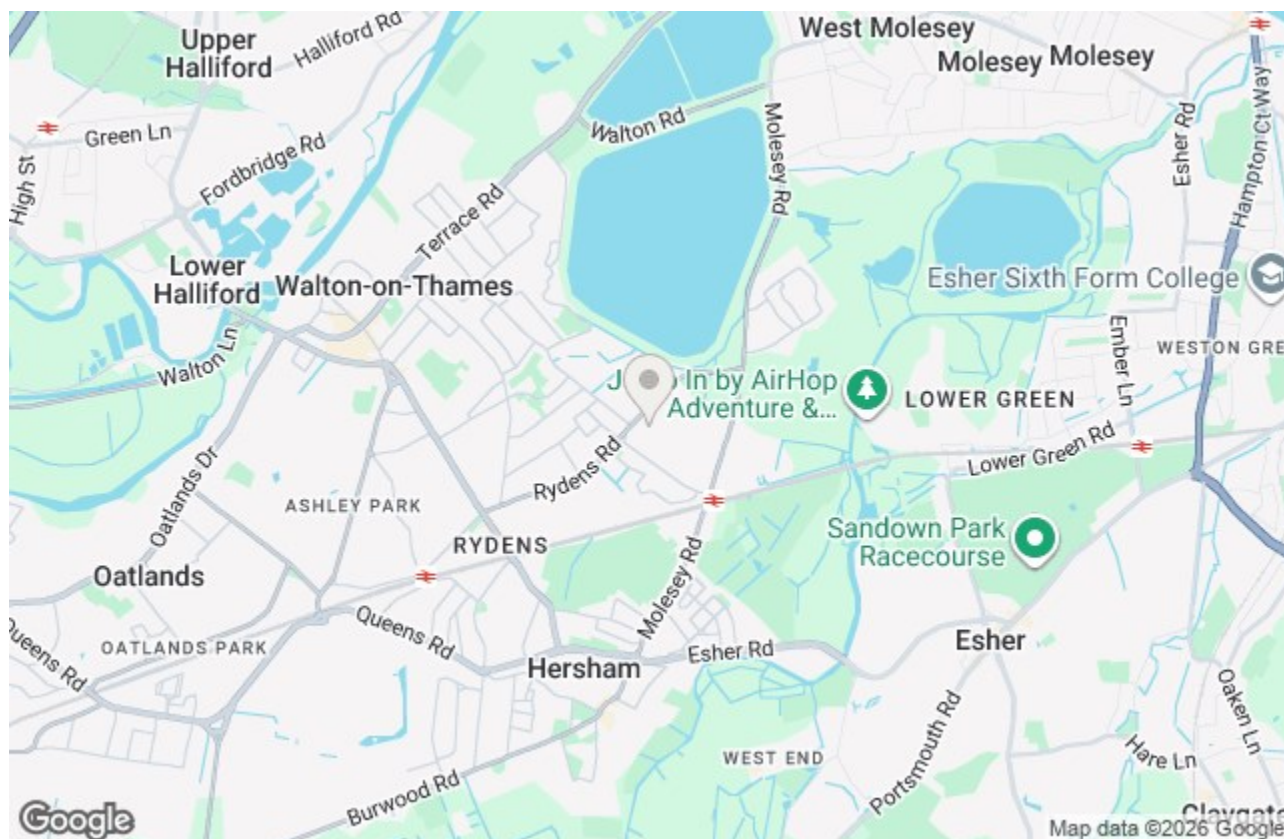 Upper
Halliford
Halliford Rd
West Molesey
Molesey
Molesey
Green Ln
Walton Rd
Molesey Rd
Esher Rd
Hampton Ct Way
High St
Fordbridge Rd
Terrace Rd
Lower
Halliford
Walton-on-Thames
Esher Sixth Form College
Walton Ln
Ember Ln
WESTON GRE
In by AirHop
Adventure &...
LOWER GREEN
Oatlands Dr
Rydens Rd
Lower Green Rd
ASHLEY PARK
RYDENS
Sandown Park
Racecourse
Oatlands
Molesey Rd
Queens Rd
OATLANDS PARK
Queens Rd
Hersham
Esher Rd
Esher
Oaken Ln
Portsmouth Rd
WEST END
Hare Ln
Burwood Rd
Claygate
Google
Map data ©2026 Google